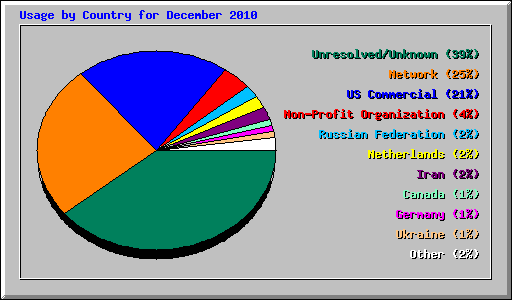 Usage by Country for December 2010
Unresolved/Unknown (39%)
Network (25%)
US Commercial (21%)
Non-Profit Organization (4%)
Russian Federation (2%)
Netherlands (2%)
Iran (2%)
Canada (1%)
Germany (1%)
Ukraine (1%)
Other (2%)